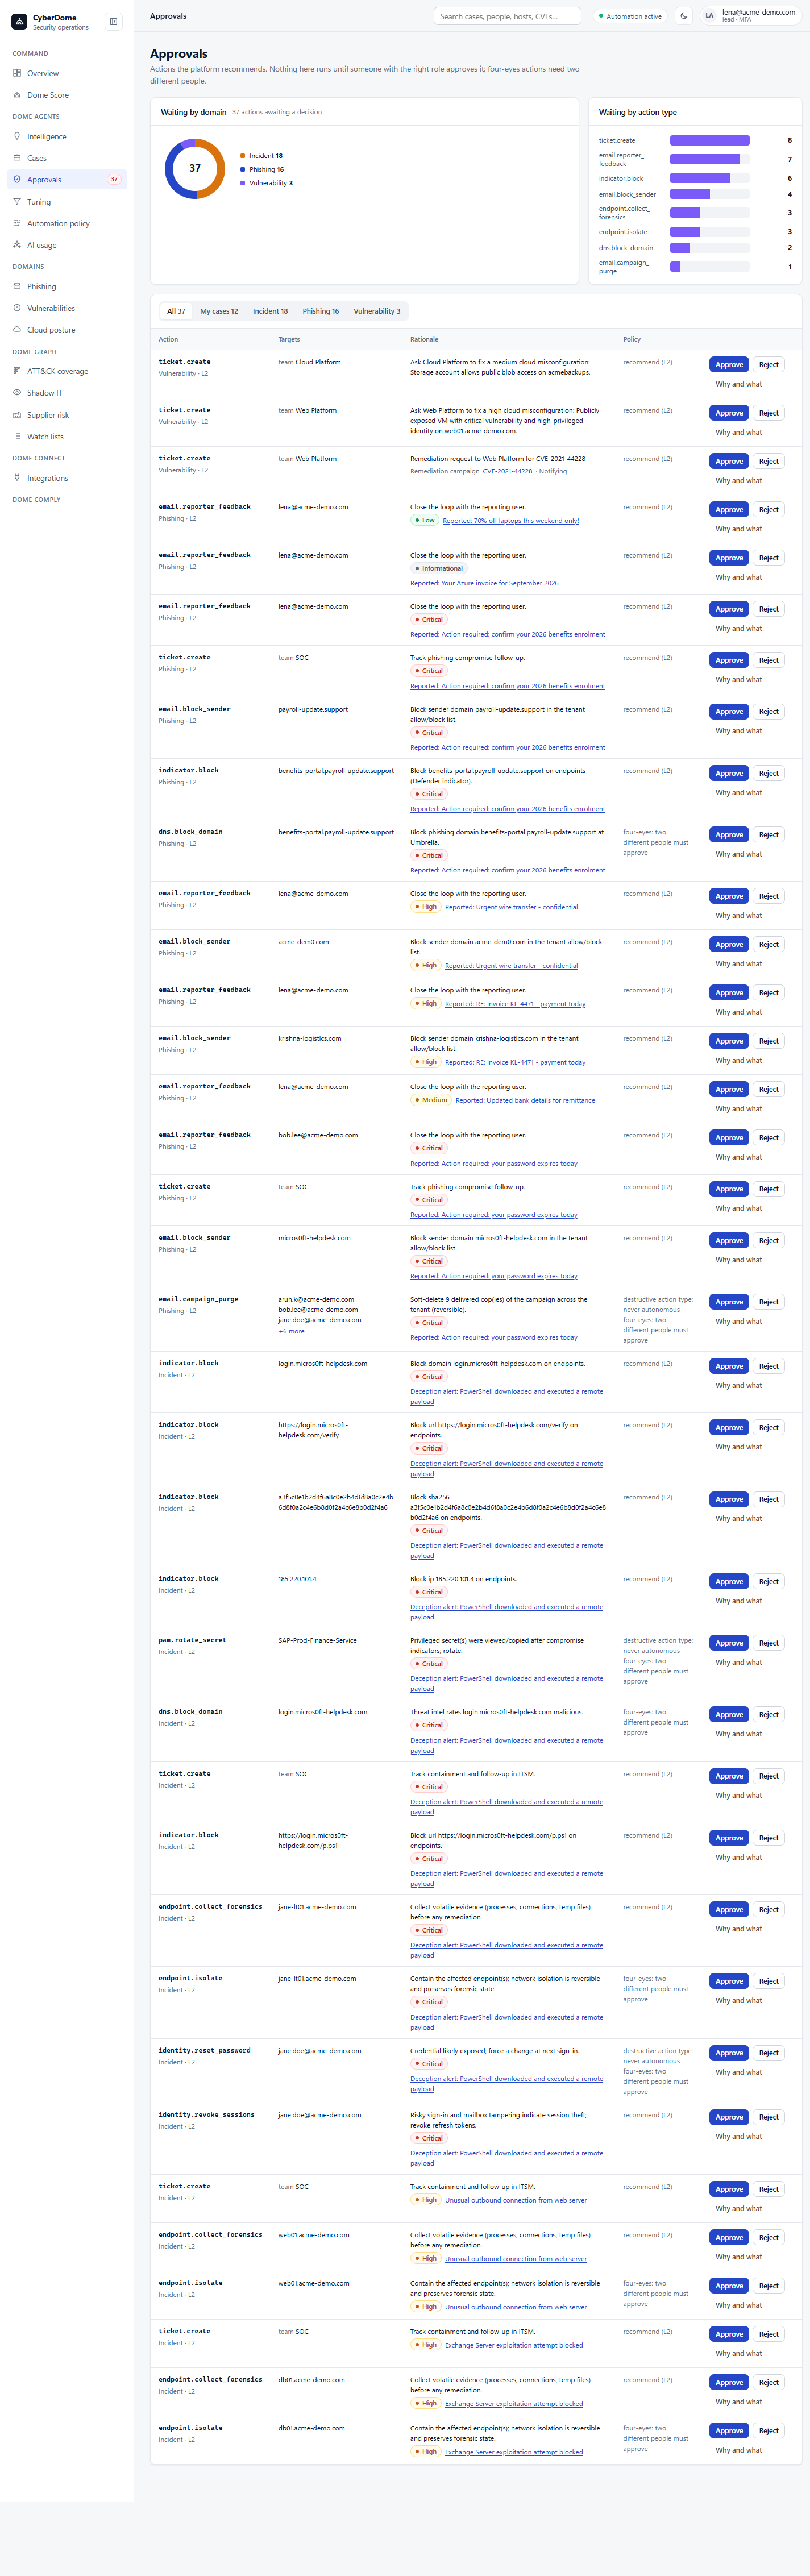 CyberDome
Security operations
COMMAND
Overview
Dome Score
DOME AGENTS
Intelligence
Cases
Approvals 37
Tuning
Automation policy
AI usage
DOMAINS
Phishing
Vulnerabilities
Cloud posture
DOME GRAPH
ATT&CK coverage
Shadow IT
Supplier risk
Watch lists
DOME CONNECT
Integrations
DOME COMPLY
Approvals
Search cases, people, hosts, CVEs…
Automation active
LA
lena@acme-demo.com
lead · MFA
Approvals
Actions the platform recommends. Nothing here runs until someone with the right role approves it; four-eyes actions need two
different people.
Waiting by domain 37 actions awaiting a decision
37
Incident 18
Phishing 16
Vulnerability 3
Waiting by action type
ticket.create 8
email.reporter_
feedback 7
indicator.block 6
email.block_sender 4
endpoint.collect_
forensics 3
endpoint.isolate 3
dns.block_domain 2
email.campaign_
purge 1
All 37 My cases 12 Incident 18 Phishing 16 Vulnerability 3
Action Targets Rationale Policy
ticket.create team Cloud Platform Ask Cloud Platform to fix a medium cloud misconfiguration: recommend (L2) Approve Reject
Vulnerability · L2 Storage account allows public blob access on acmebackups.
Why and what
ticket.create team Web Platform Ask Web Platform to fix a high cloud misconfiguration: Publicly recommend (L2) Approve Reject
Vulnerability · L2 exposed VM with critical vulnerability and high-privileged
identity on web01.acme-demo.com. Why and what
ticket.create team Web Platform Remediation request to Web Platform for CVE-2021-44228 recommend (L2) Approve Reject
Vulnerability · L2 Remediation campaign CVE-2021-44228 · Notifying
Why and what
email.reporter_feedback lena@acme-demo.com Close the loop with the reporting user. recommend (L2) Approve Reject
Phishing · L2 Low Reported: 70% off laptops this weekend only!
Why and what
email.reporter_feedback lena@acme-demo.com Close the loop with the reporting user. recommend (L2) Approve Reject
Phishing · L2 Informational
Why and what
Reported: Your Azure invoice for September 2026
email.reporter_feedback lena@acme-demo.com Close the loop with the reporting user. recommend (L2) Approve Reject
Phishing · L2 Critical
Why and what
Reported: Action required: confirm your 2026 benefits enrolment
ticket.create team SOC Track phishing compromise follow-up. recommend (L2) Approve Reject
Phishing · L2 Critical
Why and what
Reported: Action required: confirm your 2026 benefits enrolment
email.block_sender payroll-update.support Block sender domain payroll-update.support in the tenant recommend (L2) Approve Reject
Phishing · L2 allow/block list.
Critical Why and what
Reported: Action required: confirm your 2026 benefits enrolment
indicator.block benefits-portal.payroll-update.support Block benefits-portal.payroll-update.support on endpoints recommend (L2) Approve Reject
Phishing · L2 (Defender indicator).
Critical Why and what
Reported: Action required: confirm your 2026 benefits enrolment
dns.block_domain benefits-portal.payroll-update.support Block phishing domain benefits-portal.payroll-update.support at four-eyes: two Approve Reject
Phishing · L2 Umbrella. different people must
Critical approve Why and what
Reported: Action required: confirm your 2026 benefits enrolment
email.reporter_feedback lena@acme-demo.com Close the loop with the reporting user. recommend (L2) Approve Reject
Phishing · L2 High Reported: Urgent wire transfer - confidential
Why and what
email.block_sender acme-dem0.com Block sender domain acme-dem0.com in the tenant allow/block recommend (L2) Approve Reject
Phishing · L2 list.
High Reported: Urgent wire transfer - confidential Why and what
email.reporter_feedback lena@acme-demo.com Close the loop with the reporting user. recommend (L2) Approve Reject
Phishing · L2 High Reported: RE: Invoice KL-4471 - payment today
Why and what
email.block_sender krishna-logistlcs.com Block sender domain krishna-logistlcs.com in the tenant recommend (L2) Approve Reject
Phishing · L2 allow/block list.
High Reported: RE: Invoice KL-4471 - payment today Why and what
email.reporter_feedback lena@acme-demo.com Close the loop with the reporting user. recommend (L2) Approve Reject
Phishing · L2 Medium Reported: Updated bank details for remittance
Why and what
email.reporter_feedback bob.lee@acme-demo.com Close the loop with the reporting user. recommend (L2) Approve Reject
Phishing · L2 Critical
Why and what
Reported: Action required: your password expires today
ticket.create team SOC Track phishing compromise follow-up. recommend (L2) Approve Reject
Phishing · L2 Critical
Why and what
Reported: Action required: your password expires today
email.block_sender micros0ft-helpdesk.com Block sender domain micros0ft-helpdesk.com in the tenant recommend (L2) Approve Reject
Phishing · L2 allow/block list.
Critical Why and what
Reported: Action required: your password expires today
email.campaign_purge arun.k@acme-demo.com Soft-delete 9 delivered cop(ies) of the campaign across the destructive action type: Approve Reject
Phishing · L2 bob.lee@acme-demo.com tenant (reversible). never autonomous
jane.doe@acme-demo.com Critical four-eyes: two Why and what
+6 more different people must
Reported: Action required: your password expires today approve
indicator.block login.micros0ft-helpdesk.com Block domain login.micros0ft-helpdesk.com on endpoints. recommend (L2) Approve Reject
Incident · L2 Critical
Why and what
Deception alert: PowerShell downloaded and executed a remote
payload
indicator.block https://login.micros0ft- Block url https://login.micros0ft-helpdesk.com/verify on recommend (L2) Approve Reject
Incident · L2 helpdesk.com/verify endpoints.
Critical Why and what
Deception alert: PowerShell downloaded and executed a remote
payload
indicator.block a3f5c0e1b2d4f6a8c0e2b4d6f8a0c2e4b Block sha256 recommend (L2) Approve Reject
Incident · L2 6d8f0a2c4e6b8d0f2a4c6e8b0d2f4a6 a3f5c0e1b2d4f6a8c0e2b4d6f8a0c2e4b6d8f0a2c4e6b8d0f2a4c6e8
b0d2f4a6 on endpoints. Why and what
Critical
Deception alert: PowerShell downloaded and executed a remote
payload
indicator.block 185.220.101.4 Block ip 185.220.101.4 on endpoints. recommend (L2) Approve Reject
Incident · L2 Critical
Why and what
Deception alert: PowerShell downloaded and executed a remote
payload
pam.rotate_secret SAP-Prod-Finance-Service Privileged secret(s) were viewed/copied after compromise destructive action type: Approve Reject
Incident · L2 indicators; rotate. never autonomous
Critical four-eyes: two Why and what
different people must
Deception alert: PowerShell downloaded and executed a remote approve
payload
dns.block_domain login.micros0ft-helpdesk.com Threat intel rates login.micros0ft-helpdesk.com malicious. four-eyes: two Approve Reject
Incident · L2 Critical different people must
approve Why and what
Deception alert: PowerShell downloaded and executed a remote
payload
ticket.create team SOC Track containment and follow-up in ITSM. recommend (L2) Approve Reject
Incident · L2 Critical
Why and what
Deception alert: PowerShell downloaded and executed a remote
payload
indicator.block https://login.micros0ft- Block url https://login.micros0ft-helpdesk.com/p.ps1 on recommend (L2) Approve Reject
Incident · L2 helpdesk.com/p.ps1 endpoints.
Critical Why and what
Deception alert: PowerShell downloaded and executed a remote
payload
endpoint.collect_forensics jane-lt01.acme-demo.com Collect volatile evidence (processes, connections, temp files) recommend (L2) Approve Reject
Incident · L2 before any remediation.
Critical Why and what
Deception alert: PowerShell downloaded and executed a remote
payload
endpoint.isolate jane-lt01.acme-demo.com Contain the affected endpoint(s); network isolation is reversible four-eyes: two Approve Reject
Incident · L2 and preserves forensic state. different people must
Critical approve Why and what
Deception alert: PowerShell downloaded and executed a remote
payload
identity.reset_password jane.doe@acme-demo.com Credential likely exposed; force a change at next sign-in. destructive action type: Approve Reject
Incident · L2 Critical never autonomous
four-eyes: two Why and what
Deception alert: PowerShell downloaded and executed a remote different people must
payload approve
identity.revoke_sessions jane.doe@acme-demo.com Risky sign-in and mailbox tampering indicate session theft; recommend (L2) Approve Reject
Incident · L2 revoke refresh tokens.
Critical Why and what
Deception alert: PowerShell downloaded and executed a remote
payload
ticket.create team SOC Track containment and follow-up in ITSM. recommend (L2) Approve Reject
Incident · L2 High Unusual outbound connection from web server
Why and what
endpoint.collect_forensics web01.acme-demo.com Collect volatile evidence (processes, connections, temp files) recommend (L2) Approve Reject
Incident · L2 before any remediation.
High Unusual outbound connection from web server Why and what
endpoint.isolate web01.acme-demo.com Contain the affected endpoint(s); network isolation is reversible four-eyes: two Approve Reject
Incident · L2 and preserves forensic state. different people must
High Unusual outbound connection from web server approve Why and what
ticket.create team SOC Track containment and follow-up in ITSM. recommend (L2) Approve Reject
Incident · L2 High Exchange Server exploitation attempt blocked
Why and what
endpoint.collect_forensics db01.acme-demo.com Collect volatile evidence (processes, connections, temp files) recommend (L2) Approve Reject
Incident · L2 before any remediation.
High Exchange Server exploitation attempt blocked Why and what
endpoint.isolate db01.acme-demo.com Contain the affected endpoint(s); network isolation is reversible four-eyes: two Approve Reject
Incident · L2 and preserves forensic state. different people must
High Exchange Server exploitation attempt blocked approve Why and what